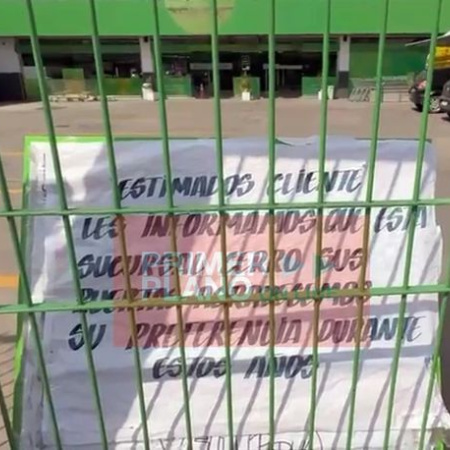 ESTIMADOS CLIENTE
LES INFORMAMOS QUE ESTA
SUCURSAL CERRO SUS
PUERTAS AGRADECEMOS
SU PREFERENCIA DURANTE
ESTOS AÑOS